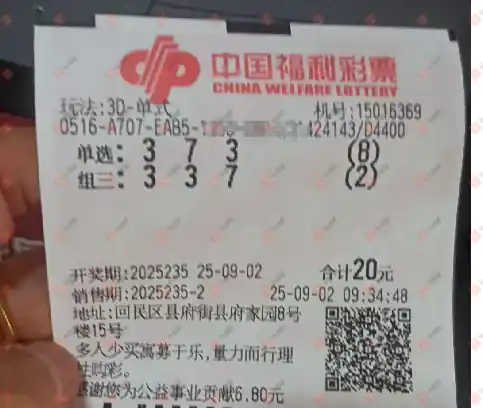 中国福利彩票
CHINA WELFARE LOTTERY
玩法:3D-单式 机号:15016369
0516-A707-EAB5- 424143/D4400
单选: 3 7 3 (8)
组三: 3 3 7 (2)
开奖期:2025235 25-09-02 合计20元
销售期:2025235-2 25-09-02 09:34:48
地址:回民区县府街县府家园8号
楼15号
多人少买寓募于乐,量力而行理
性购彩。
感谢您为公益事业贡献6.80元